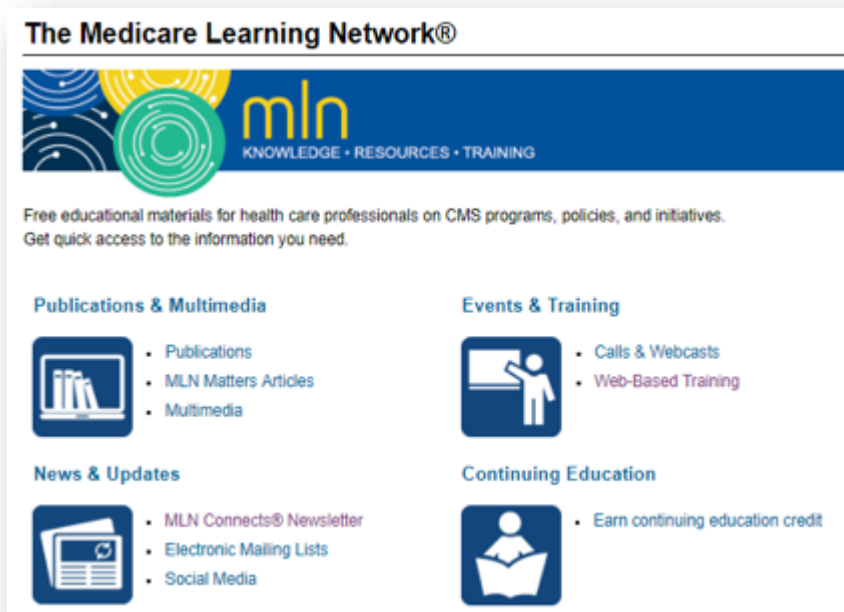 The Medicare Learning Network®
mln
KNOWLEDGE • RESOURCES • TRAINING
Free educational materials for health care professionals on CMS programs, policies, and initiatives.
Get quick access to the information you need.
Publications & Multimedia
• Publications
• MLN Matters Articles
• Multimedia
Events & Training
• Calls & Webcasts
• Web-Based Training
News & Updates
• MLN Connects® Newsletter
• Electronic Mailing Lists
• Social Media
Continuing Education
• Earn continuing education credit